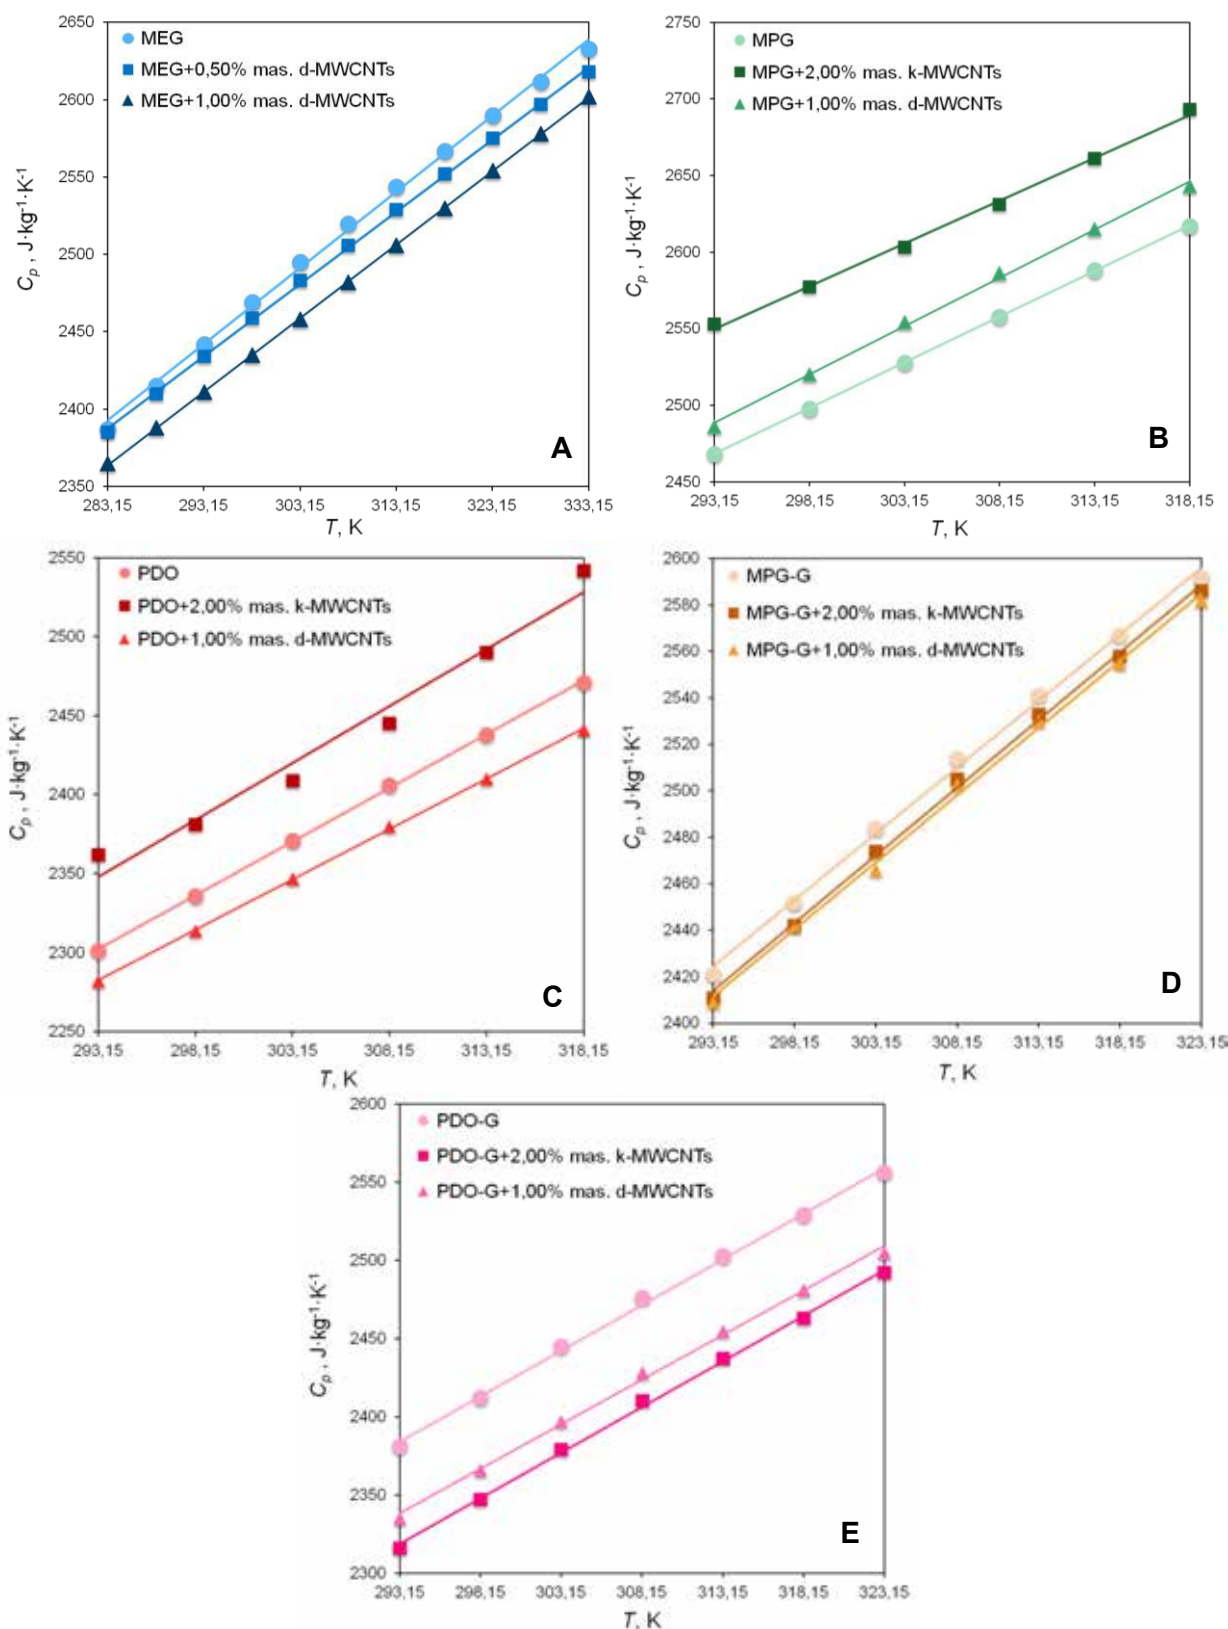 2650
2600
2550
2500
2450
2400
2350
C_p , J·kg⁻¹·K⁻¹
MEG
MEG+0,50% mas. d-MWCNTs
MEG+1,00% mas. d-MWCNTs
A
283,15 293,15 303,15 313,15 323,15 333,15
T, K
2750
2700
2650
2600
2550
2500
2450
C_p , J·kg⁻¹·K⁻¹
MPG
MPG+2,00% mas. k-MWCNTs
MPG+1,00% mas. d-MWCNTs
B
293,15 298,15 303,15 308,15 313,15 318,15
T, K
2550
2500
2450
2400
2350
2300
2250
C_p , J·kg⁻¹·K⁻¹
PDO
PDO+2,00% mas. k-MWCNTs
PDO+1,00% mas. d-MWCNTs
C
293,15 298,15 303,15 308,15 313,15 318,15
T, K
2600
2580
2560
2540
2520
2500
2480
2460
2440
2420
2400
C_p , J·kg⁻¹·K⁻¹
MPG-G
MPG-G+2,00% mas. k-MWCNTs
MPG-G+1,00% mas. d-MWCNTs
D
293,15 298,15 303,15 308,15 313,15 318,15 323,15
T, K
2600
2550
2500
2450
2400
2350
2300
C_p , J·kg⁻¹·K⁻¹
PDO-G
PDO-G+2,00% mas. k-MWCNTs
PDO-G+1,00% mas. d-MWCNTs
E
293,15 298,15 303,15 308,15 313,15 318,15 323,15
T, K